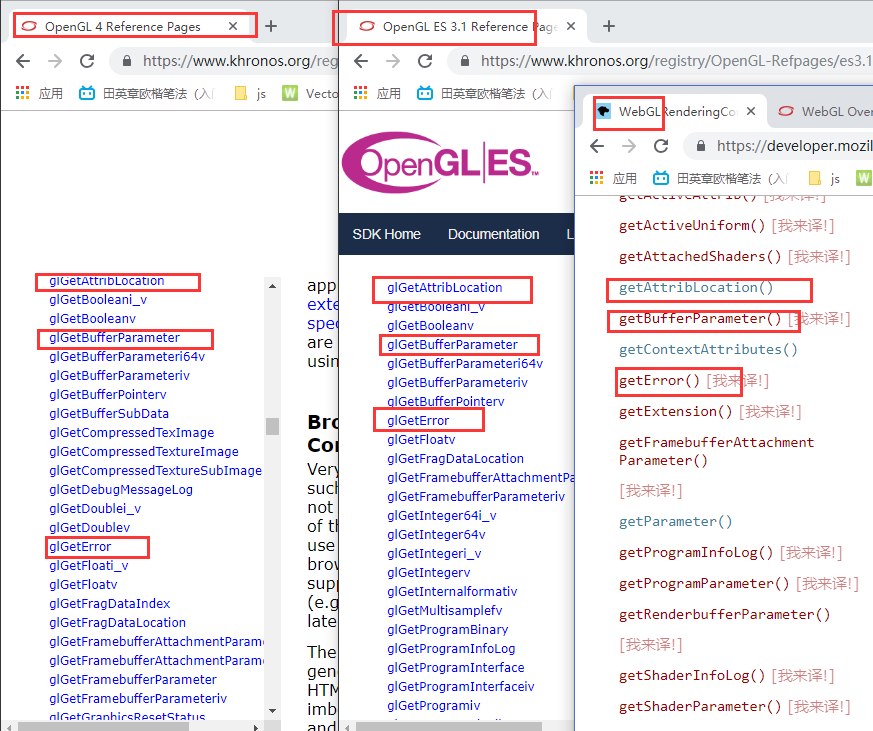 OpenGL 4 Reference Pages
https://www.khronos.org/reg
应用
田英章欧楷笔法（入
js
Vecto
glGetAttribLocation
glGetBooleani_v
glGetBooleanv
glGetBufferParameter
glGetBufferParameteri64v
glGetBufferParameteriv
glGetBufferPointerv
glGetBufferSubData
glGetCompressedTexImage
glGetCompressedTextureImage
glGetCompressedTextureSubImage
glGetDebugMessageLog
glGetDoublei_v
glGetDoublev
glGetError
glGetFloati_v
glGetFloatv
glGetFragDataIndex
glGetFragDataLocation
glGetFramebufferAttachmentParame
glGetFramebufferAttachmentParame
glGetFramebufferParameter
glGetFramebufferParameteriv
glGetGraphicsResetStatus
app
exte
spec
are
usin
Bro
Co
Very
such
not
of th
use
brow
supp
(e.g
late
The
gene
HTM
imb
and
OpenGL ES 3.1 Reference Page
https://www.khronos.org/registry/OpenGL-Refpages/es3.1
应用
田英章欧楷笔法（入
OpenGL|ES™
SDK Home
Documentation
L
glGetAttribLocation
glGetBooleani_v
glGetBooleanv
glGetBufferParameter
glGetBufferParameteri64v
glGetBufferParameteriv
glGetBufferPointerv
glGetError
glGetFloatv
glGetFragDataLocation
glGetFramebufferAttachmentPa
glGetFramebufferParameteriv
glGetInteger64i_v
glGetInteger64v
glGetIntegeri_v
glGetIntegerv
glGetInternalformativ
glGetMultisamplefv
glGetProgramBinary
glGetProgramInfoLog
glGetProgramInterface
glGetProgramInterfaceiv
glGetProgramiv
WebGLRenderingCo
WebGL Over
https://developer.mozil
应用
田英章欧楷笔法（入
js
getActiveAttrib() [我来译!]
getActiveUniform() [我来译!]
getAttachedShaders() [我来译!]
getAttribLocation()
getBufferParameter() [我来译!]
getContextAttributes()
getError() [我来译!]
getExtension() [我来译!]
getFramebufferAttachment
Parameter()
[我来译!]
getParameter()
getProgramInfoLog() [我来译!]
getProgramParameter() [我来译!]
getRenderbufferParameter()
[我来译!]
getShaderInfoLog() [我来译!]
getShaderParameter() [我来译!]